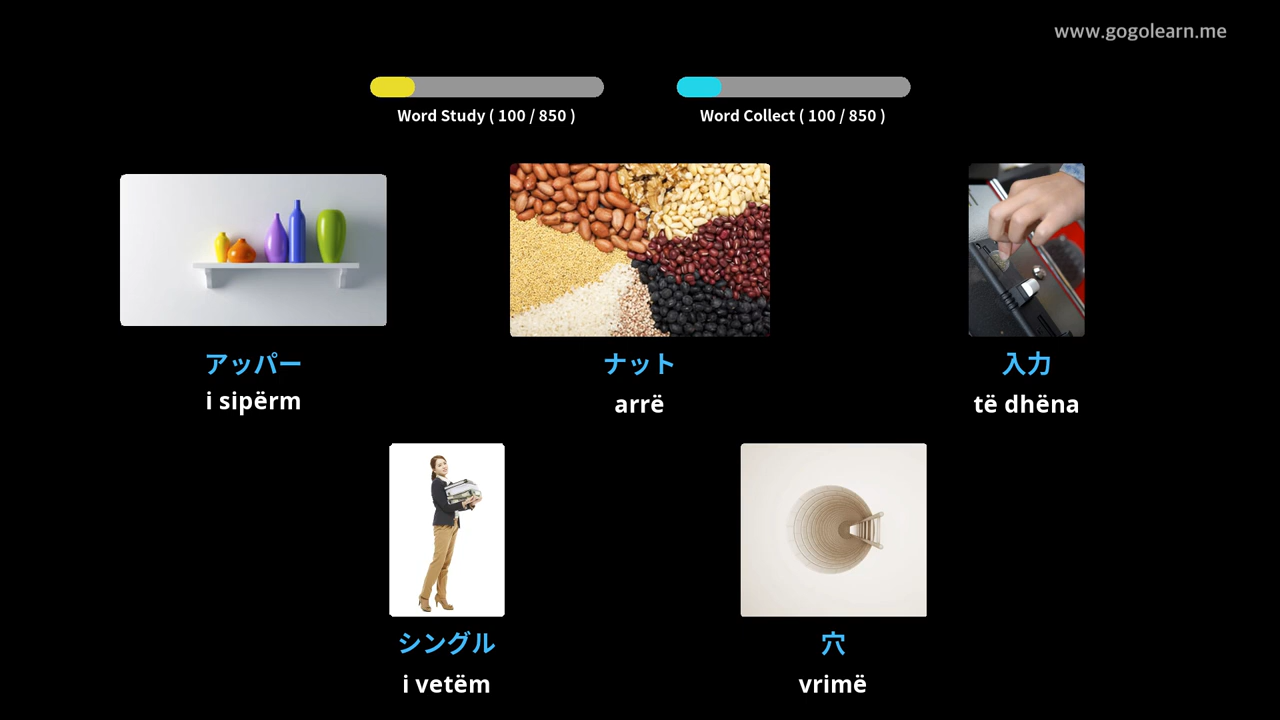 www.gogolearn.me
Word Study ( 100 / 850 )
Word Collect ( 100 / 850 )
アッパー
i sipërm
ナット
arrë
入力
të dhëna
シングル
i vetëm
穴
vrimë